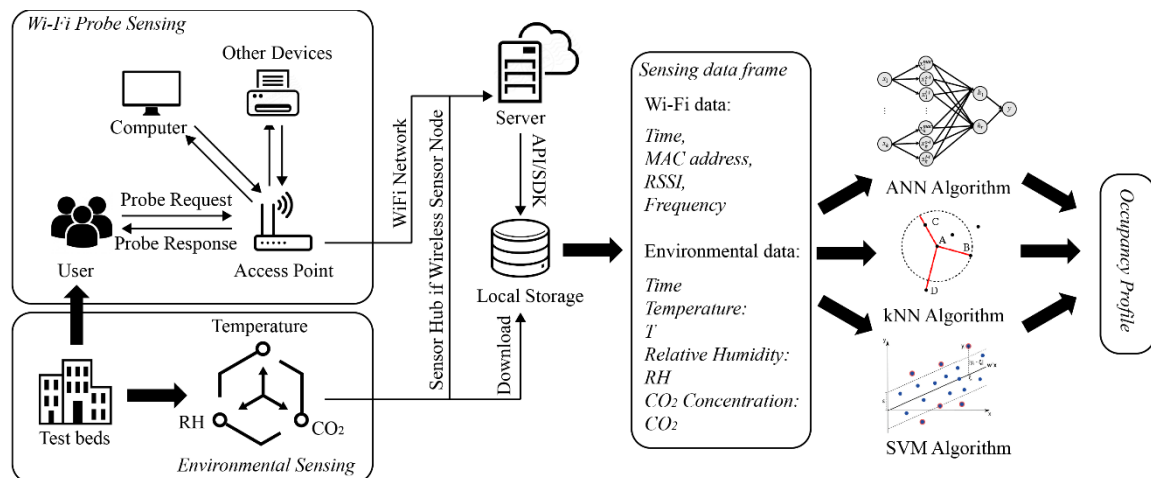 Wi-Fi Probe Sensing
Other Devices
Computer
Probe Request
Probe Response
User
Access Point
Temperature
RH
CO2
Test beds
Environmental Sensing
WiFi Network
Sensor Hub if Wireless Sensor Node
Server
API/SDK
Local Storage
Download
Sensing data frame
Wi-Fi data:
Time,
MAC address,
RSSI,
Frequency
Environmental data:
Time
Temperature:
T
Relative Humidity:
RH
CO2 Concentration:
CO2
ANN Algorithm
C
A
B
D
kNN Algorithm
y
x
SVM Algorithm
Occupancy Profile